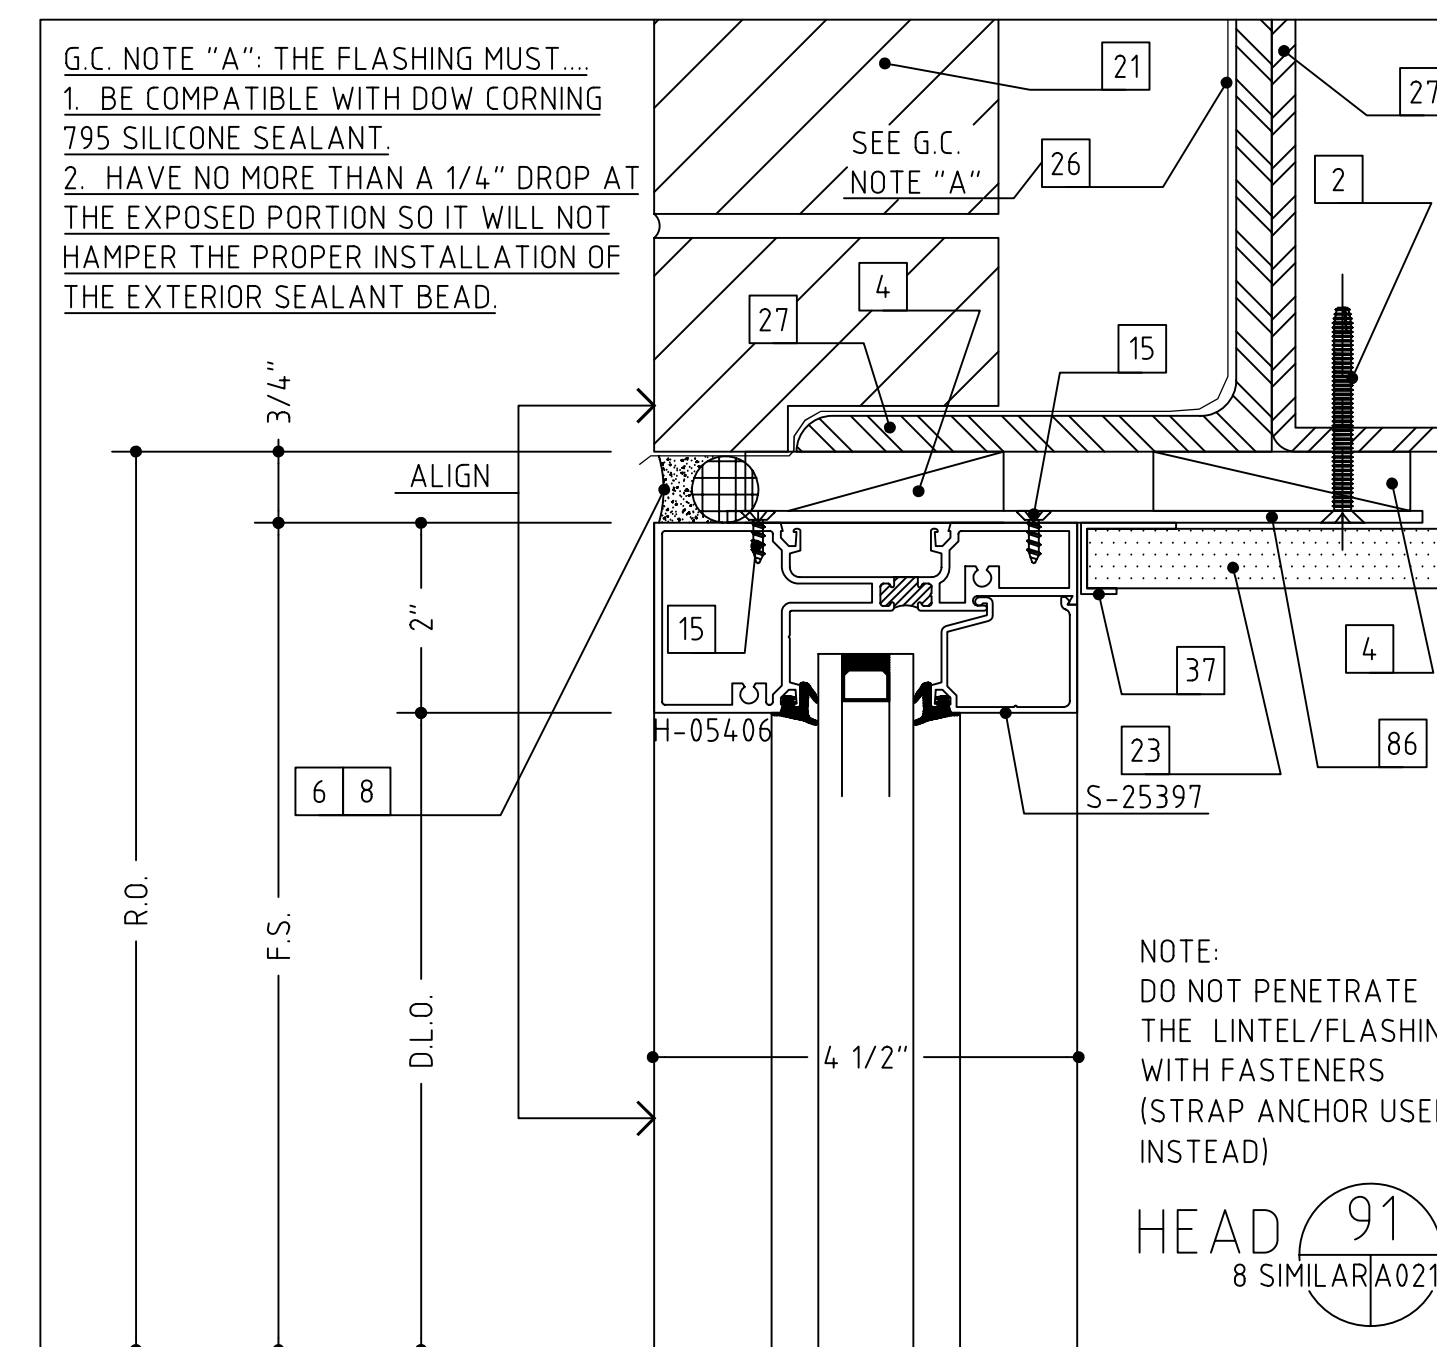 G.C. NOTE "A": THE FLASHING MUST....
1. BE COMPATIBLE WITH DOW CORNING
795 SILICONE SEALANT.
2. HAVE NO MORE THAN A 1/4" DROP AT
THE EXPOSED PORTION SO IT WILL NOT
HAMPER THE PROPER INSTALLATION OF
THE EXTERIOR SEALANT BEAD.
21
27
SEE G.C.
NOTE "A"
26
2
4
27
15
3/4"
ALIGN
2"
15
37
4
H-05406
23
86
6 8
S-25397
R.O.
F.S.
D.L.O.
4 1/2"
NOTE:
DO NOT PENETRATE
THE LINTEL/FLASHIN
WITH FASTENERS
(STRAP ANCHOR USE
INSTEAD)
HEAD
91
8 SIMILAR A021